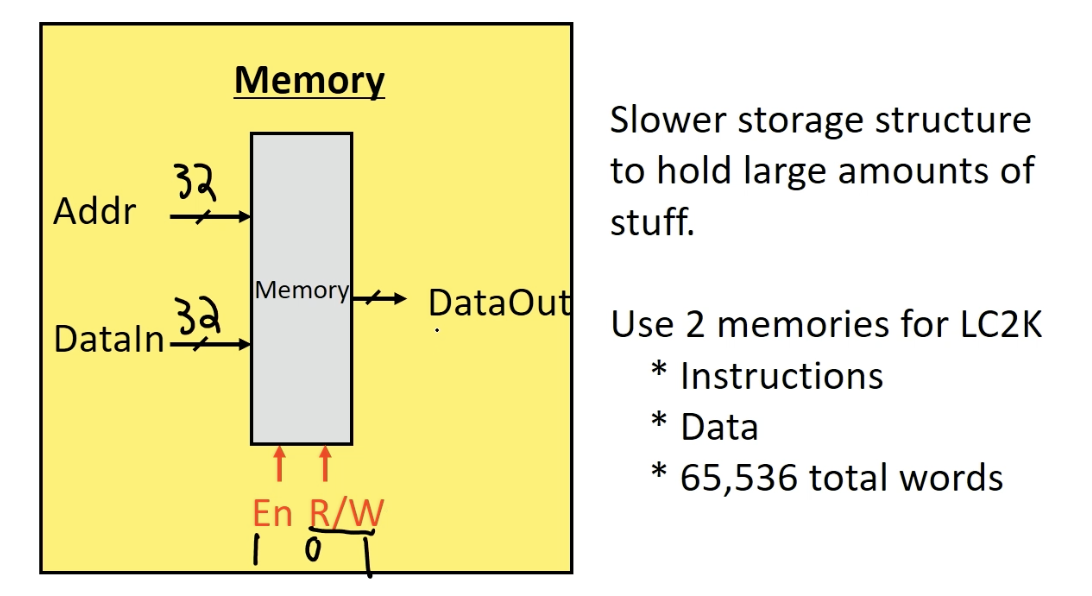 Memory
32
Addr
Memory
32
DataIn
DataOut
En R/W
1 0 1
Slower storage structure
to hold large amounts of
stuff.
Use 2 memories for LC2K
* Instructions
* Data
* 65,536 total words